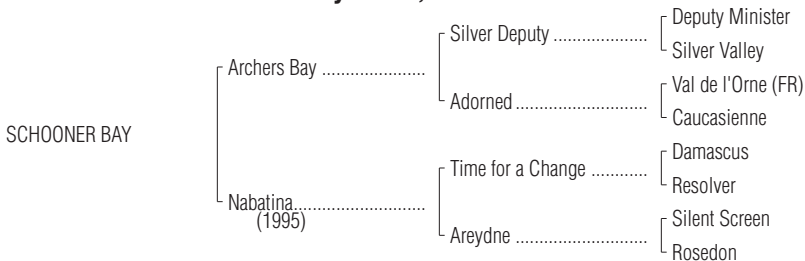 Deputy Minister
Silver Deputy ....................
Silver Valley
Archers Bay ......................
Val de l'Orne (FR)
Adorned............................
Caucasienne
SCHOONER BAY
Damascus
Time for a Change ............
Resolver
Nabatina............................
(1995)
Silent Screen
Areydne ............................
Rosedon